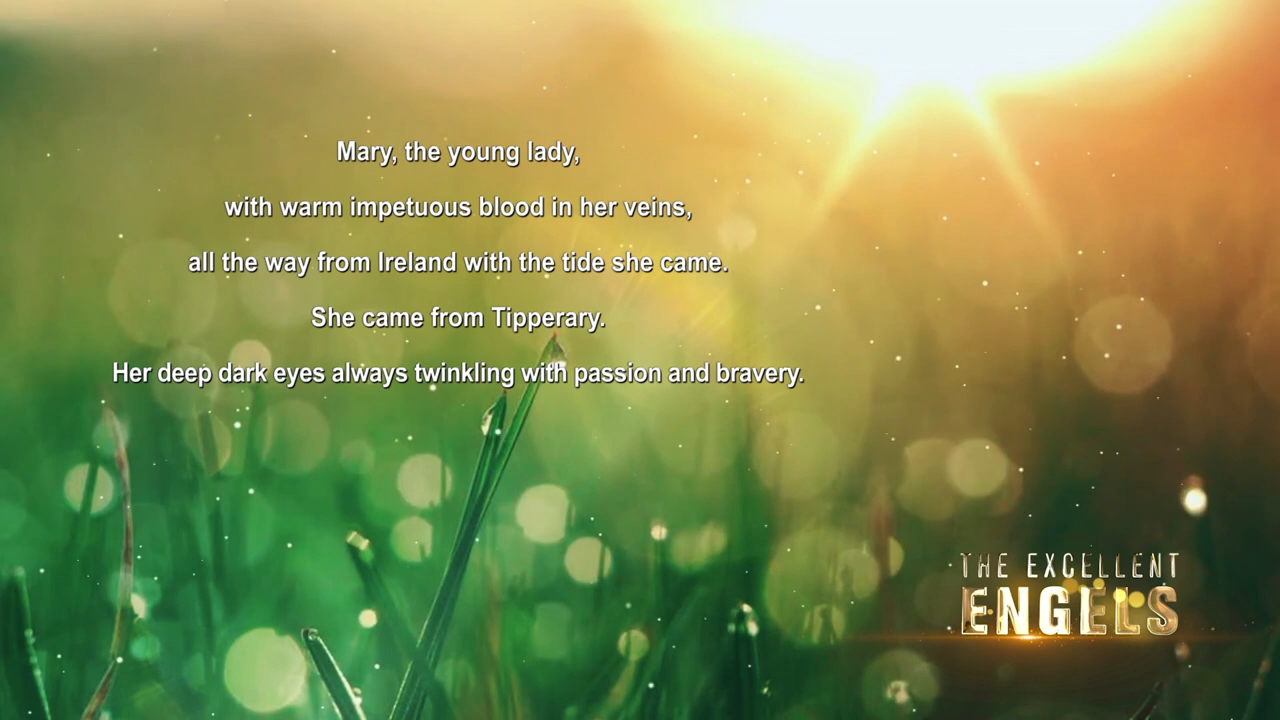 Mary, the young lady,
with warm impetuous blood in her veins,
all the way from Ireland with the tide she came.
She came from Tipperary.
Her deep dark eyes always twinkling with passion and bravery.
THE EXCELLENT
ENGELS